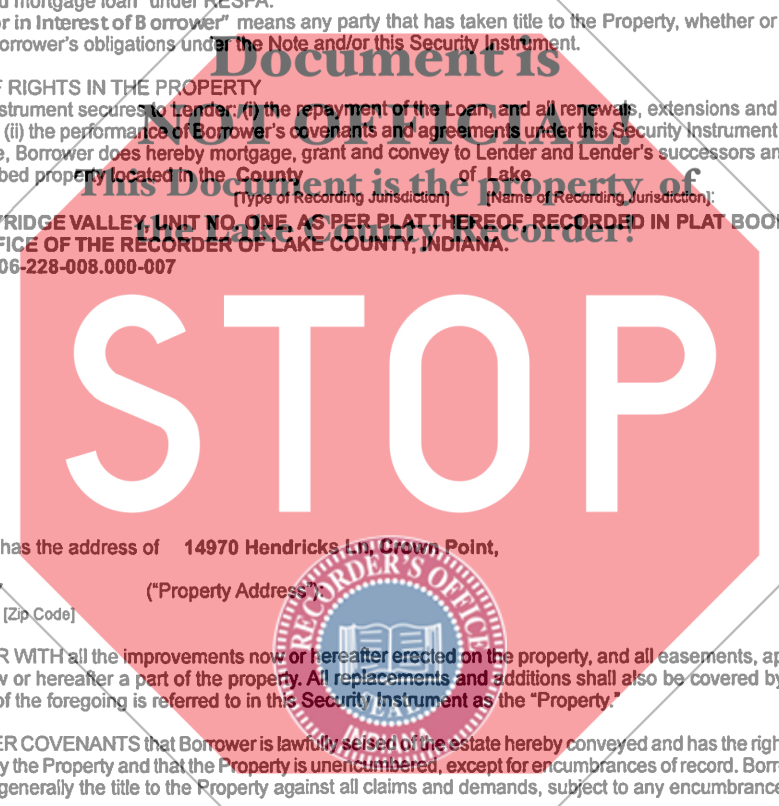 d mortgage loan" under RESPA.
or in Interest of Borrower" means any party that has taken title to the Property, whether or
orrower's obligations under the Note and/or this Security Instrument.
Document is
F RIGHTS IN THE PROPERTY
strument secures to Lender: (i) the repayment of the Loan, and all renewals, extensions and
NOT OFFICIAL!
(ii) the performance of Borrower's covenants and agreements under this Security Instrument
e, Borrower does hereby mortgage, grant and convey to Lender and Lender's successors an
bed property located in the County of Lake
This Document is the property of
[Type of Recording Jurisdiction] [Name of Recording Jurisdiction]:
RIDGE VALLEY, UNIT NO. ONE, AS PER PLAT THEREOF, RECORDED IN PLAT BOO
the Lake County Recorder!
FICE OF THE RECORDER OF LAKE COUNTY, INDIANA.
06-228-008.000-007
STOP
has the address of 14970 Hendricks Ln, Crown Point,
("Property Address"):
[Zip Code]
RECORDER'S OFFICE
SEAL
INDIANA
R WITH all the improvements now or hereafter erected on the property, and all easements, ap
w or hereafter a part of the property. All replacements and additions shall also be covered by
of the foregoing is referred to in this Security Instrument as the "Property."
ER COVENANTS that Borrower is lawfully seised of the estate hereby conveyed and has the righ
y the Property and that the Property is unencumbered, except for encumbrances of record. Borr
generally the title to the Property against all claims and demands, subject to any encumbranc